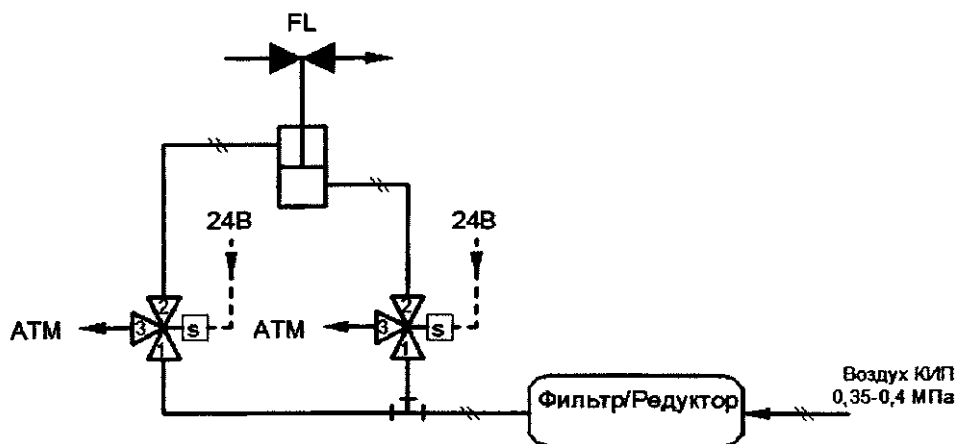 FL
24В
24В
2
2
АТМ
3
s
АТМ
3
s
1
1
Воздух КИП
0,35-0,4 МПа
Фильтр/Редуктор